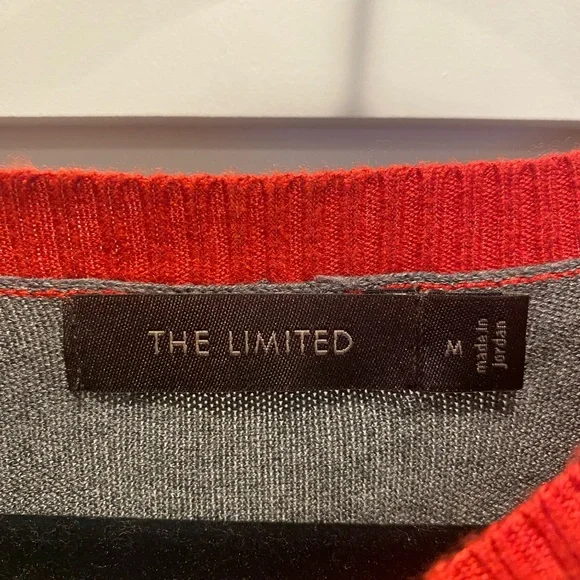 THE LIMITED
M
made in
jordan